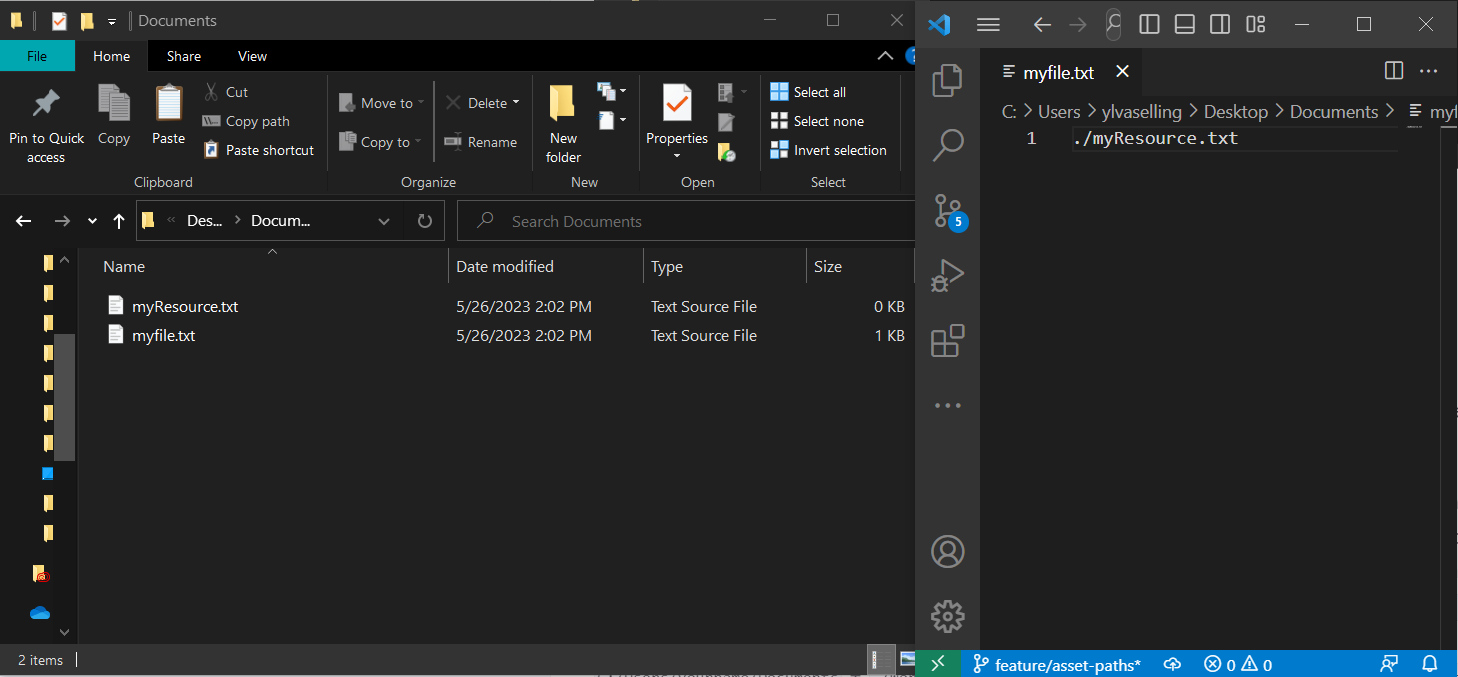 Documents
File Home Share View
Pin to Quick access
Copy
Paste
Cut
Copy path
Paste shortcut
Clipboard
Move to
Copy to
Delete
Rename
Organize
New folder
New
Properties
Open
Select all
Select none
Invert selection
Select
« Des... > Docum...
Search Documents
Name Date modified Type Size
myResource.txt 5/26/2023 2:02 PM Text Source File 0 KB
myfile.txt 5/26/2023 2:02 PM Text Source File 1 KB
2 items
myfile.txt
C: > Users > ylvaselling > Desktop > Documents > myf
1 ./myResource.txt
5
feature/asset-paths* 0 0